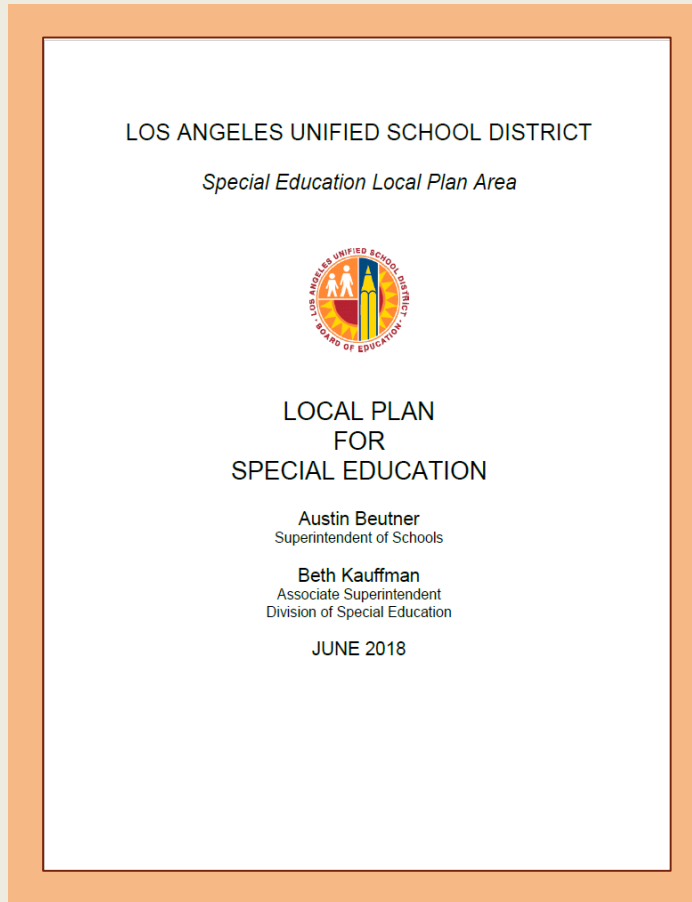 LOS ANGELES UNIFIED SCHOOL DISTRICT
Special Education Local Plan Area
LOS ANGELES UNIFIED SCHOOL DISTRICT
BOARD OF EDUCATION
LOCAL PLAN
FOR
SPECIAL EDUCATION
Austin Beutner
Superintendent of Schools
Beth Kauffman
Associate Superintendent
Division of Special Education
JUNE 2018